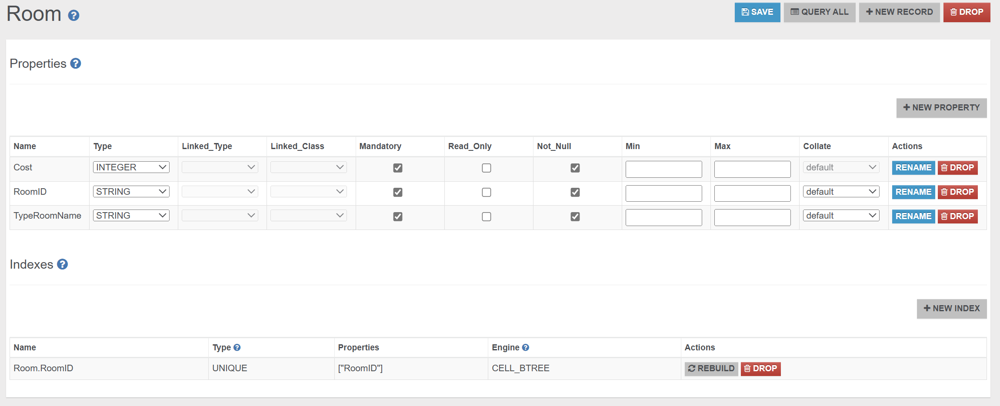 Room ?
SAVE QUERY ALL NEW RECORD DROP
Properties ?
NEW PROPERTY
Name Type Linked_Type Linked_Class Mandatory Read_Only Not_Null Min Max Collate Actions
Cost INTEGER default RENAME DROP
RoomID STRING default RENAME DROP
TypeRoomName STRING default RENAME DROP
Indexes ?
NEW INDEX
Name Type ? Properties Engine ? Actions
Room.RoomID UNIQUE ["RoomID"] CELL_BTREE REBUILD DROP